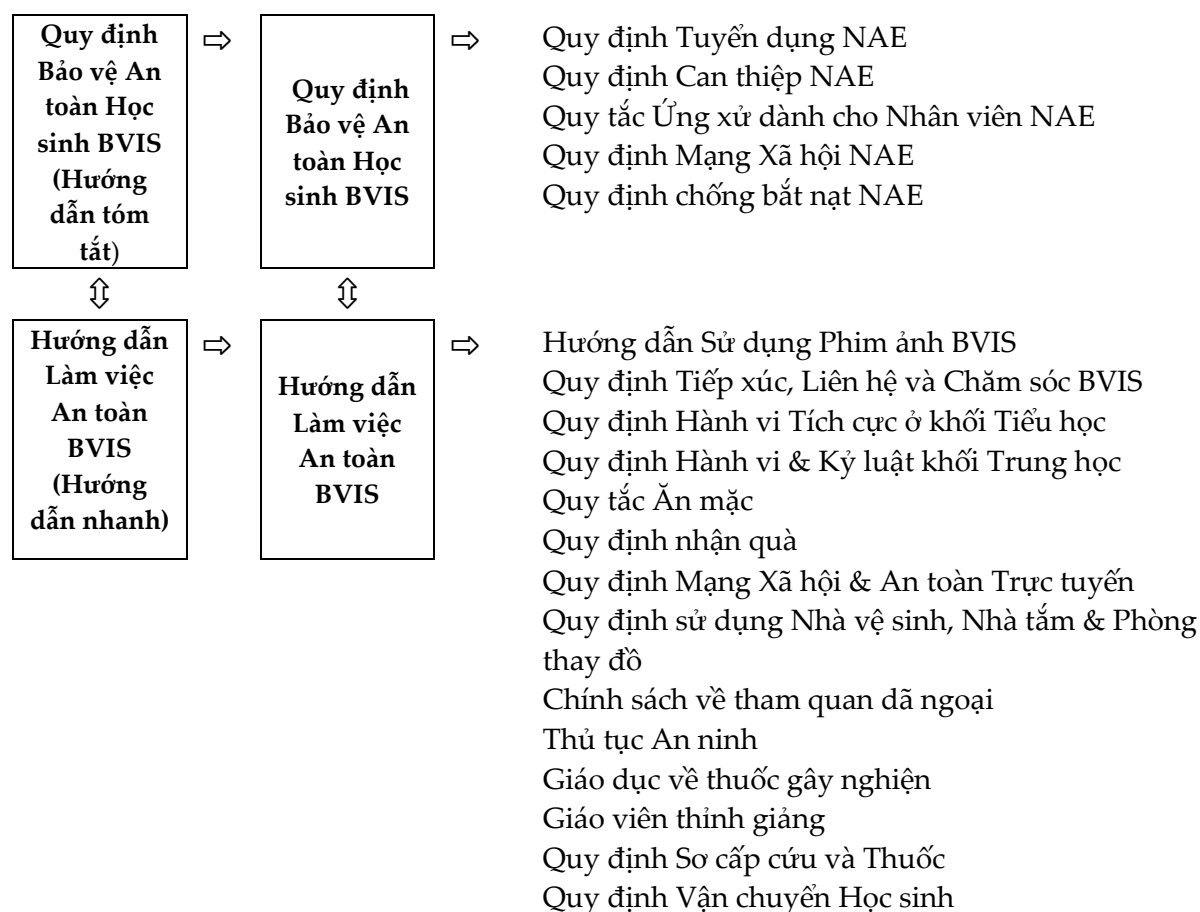 Quy định
Bảo vệ An
toàn Học
sinh BVIS
(Hướng
dẫn tóm
tắt)
⇨
Quy định
Bảo vệ An
toàn Học
sinh BVIS
⇨
Quy định Tuyển dụng NAE
Quy định Can thiệp NAE
Quy tắc Ứng xử dành cho Nhân viên NAE
Quy định Mạng Xã hội NAE
Quy định chống bắt nạt NAE
⇳
⇳
Hướng dẫn
Làm việc
An toàn
BVIS
(Hướng
dẫn nhanh)
⇨
Hướng dẫn
Làm việc
An toàn
BVIS
⇨
Hướng dẫn Sử dụng Phim ảnh BVIS
Quy định Tiếp xúc, Liên hệ và Chăm sóc BVIS
Quy định Hành vi Tích cực ở khối Tiểu học
Quy định Hành vi & Kỷ luật khối Trung học
Quy tắc Ăn mặc
Quy định nhận quà
Quy định Mạng Xã hội & An toàn Trực tuyến
Quy định sử dụng Nhà vệ sinh, Nhà tắm & Phòng
thay đồ
Chính sách về tham quan dã ngoại
Thủ tục An ninh
Giáo dục về thuốc gây nghiện
Giáo viên thỉnh giảng
Quy định Sơ cấp cứu và Thuốc
Quy định Vận chuyển Học sinh